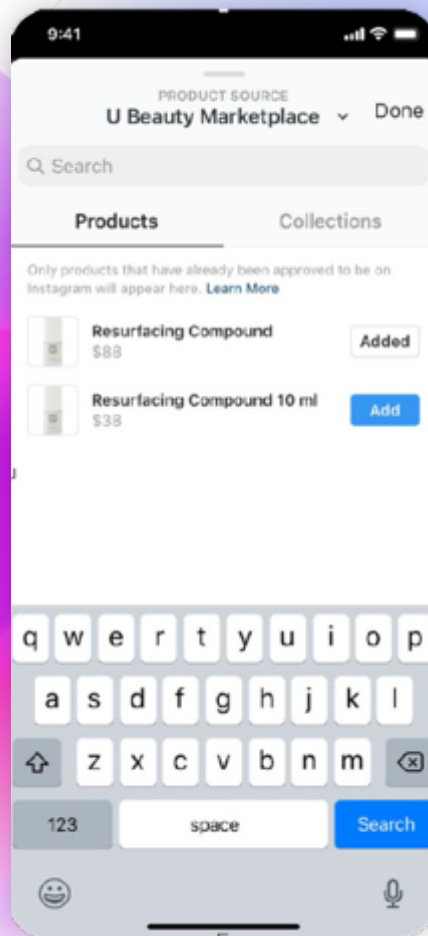 9:41
PRODUCT SOURCE
U Beauty Marketplace
Done
Search
Products Collections
Only products that have already been approved to be on
Instagram will appear here. Learn More
Resurfacing Compound
$88
Added
Resurfacing Compound 10 ml
$38
Add
q w e r t y u i o p
a s d f g h j k l
z x c v b n m
123 space Search